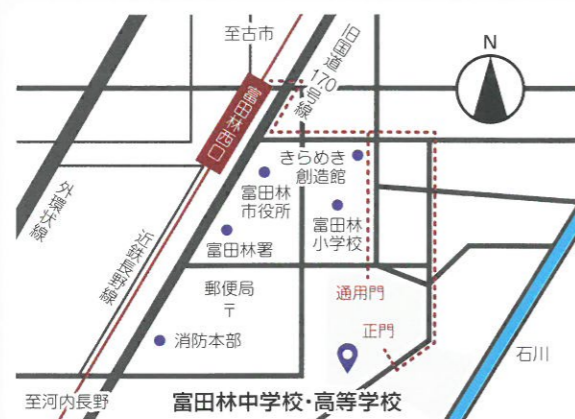 至古市
旧国道170号線
N
富田林西口
きらめき
創造館
富田林
市役所
富田林
小学校
外環状線
近鉄長野線
富田林署
郵便局
〒
通用門
正門
消防本部
石川
至河内長野
富田林中学校・高等学校